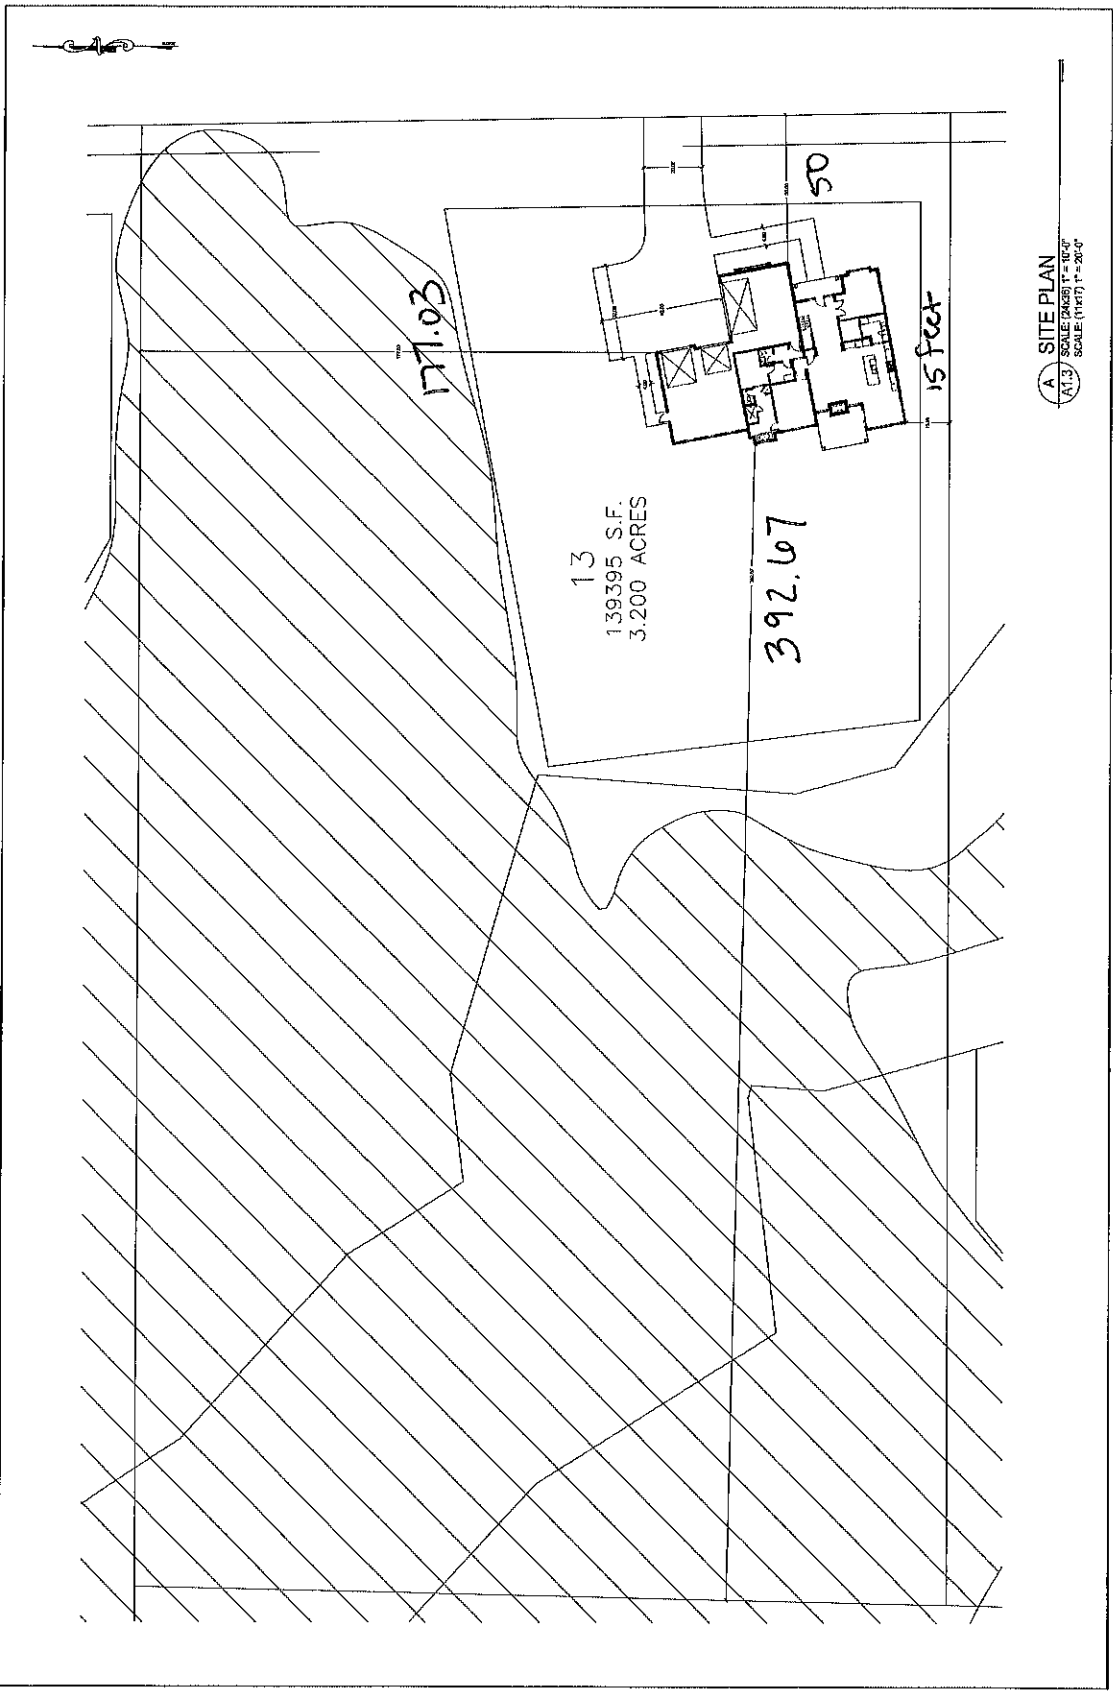 177.03
50
15 feet
13
139395 S.F.
3.200 ACRES
392.67
A
A1.3
SITE PLAN
SCALE: (24x36) 1" = 10'-0"
SCALE: (11x17) 1" = 20'-0"